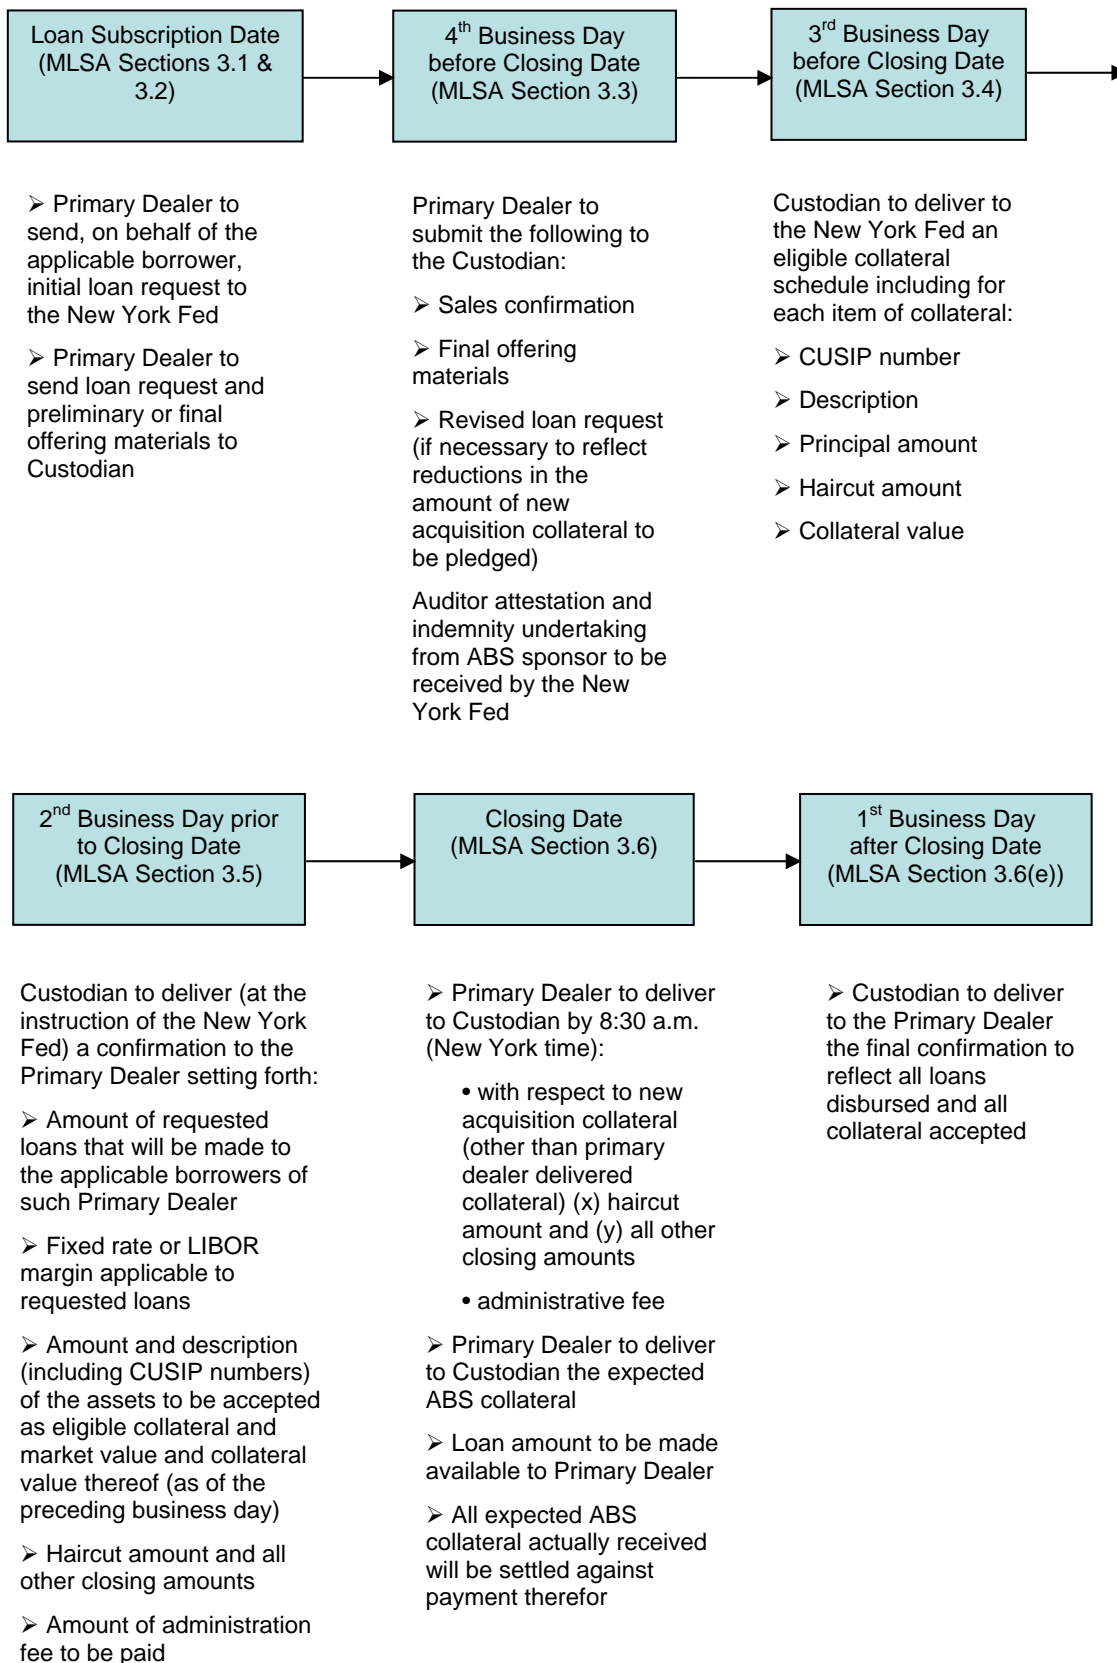 Loan Subscription Date
(MLSA Sections 3.1 &
3.2)
4th Business Day
before Closing Date
(MLSA Section 3.3)
3rd Business Day
before Closing Date
(MLSA Section 3.4)
➢ Primary Dealer to
send, on behalf of the
applicable borrower,
initial loan request to
the New York Fed
➢ Primary Dealer to
send loan request and
preliminary or final
offering materials to
Custodian
Primary Dealer to
submit the following to
the Custodian:
➢ Sales confirmation
➢ Final offering
materials
➢ Revised loan request
(if necessary to reflect
reductions in the
amount of new
acquisition collateral to
be pledged)
Auditor attestation and
indemnity undertaking
from ABS sponsor to be
received by the New
York Fed
Custodian to deliver to
the New York Fed an
eligible collateral
schedule including for
each item of collateral:
➢ CUSIP number
➢ Description
➢ Principal amount
➢ Haircut amount
➢ Collateral value
2nd Business Day prior
to Closing Date
(MLSA Section 3.5)
Closing Date
(MLSA Section 3.6)
1st Business Day
after Closing Date
(MLSA Section 3.6(e))
Custodian to deliver (at the
instruction of the New York
Fed) a confirmation to the
Primary Dealer setting forth:
➢ Amount of requested
loans that will be made to
the applicable borrowers of
such Primary Dealer
➢ Fixed rate or LIBOR
margin applicable to
requested loans
➢ Amount and description
(including CUSIP numbers)
of the assets to be accepted
as eligible collateral and
market value and collateral
value thereof (as of the
preceding business day)
➢ Haircut amount and all
other closing amounts
➢ Amount of administration
fee to be paid
➢ Primary Dealer to deliver
to Custodian by 8:30 a.m.
(New York time):
• with respect to new
acquisition collateral
(other than primary
dealer delivered
collateral) (x) haircut
amount and (y) all other
closing amounts
• administrative fee
➢ Primary Dealer to deliver
to Custodian the expected
ABS collateral
➢ Loan amount to be made
available to Primary Dealer
➢ All expected ABS
collateral actually received
will be settled against
payment therefor
➢ Custodian to deliver
to the Primary Dealer
the final confirmation to
reflect all loans
disbursed and all
collateral accepted